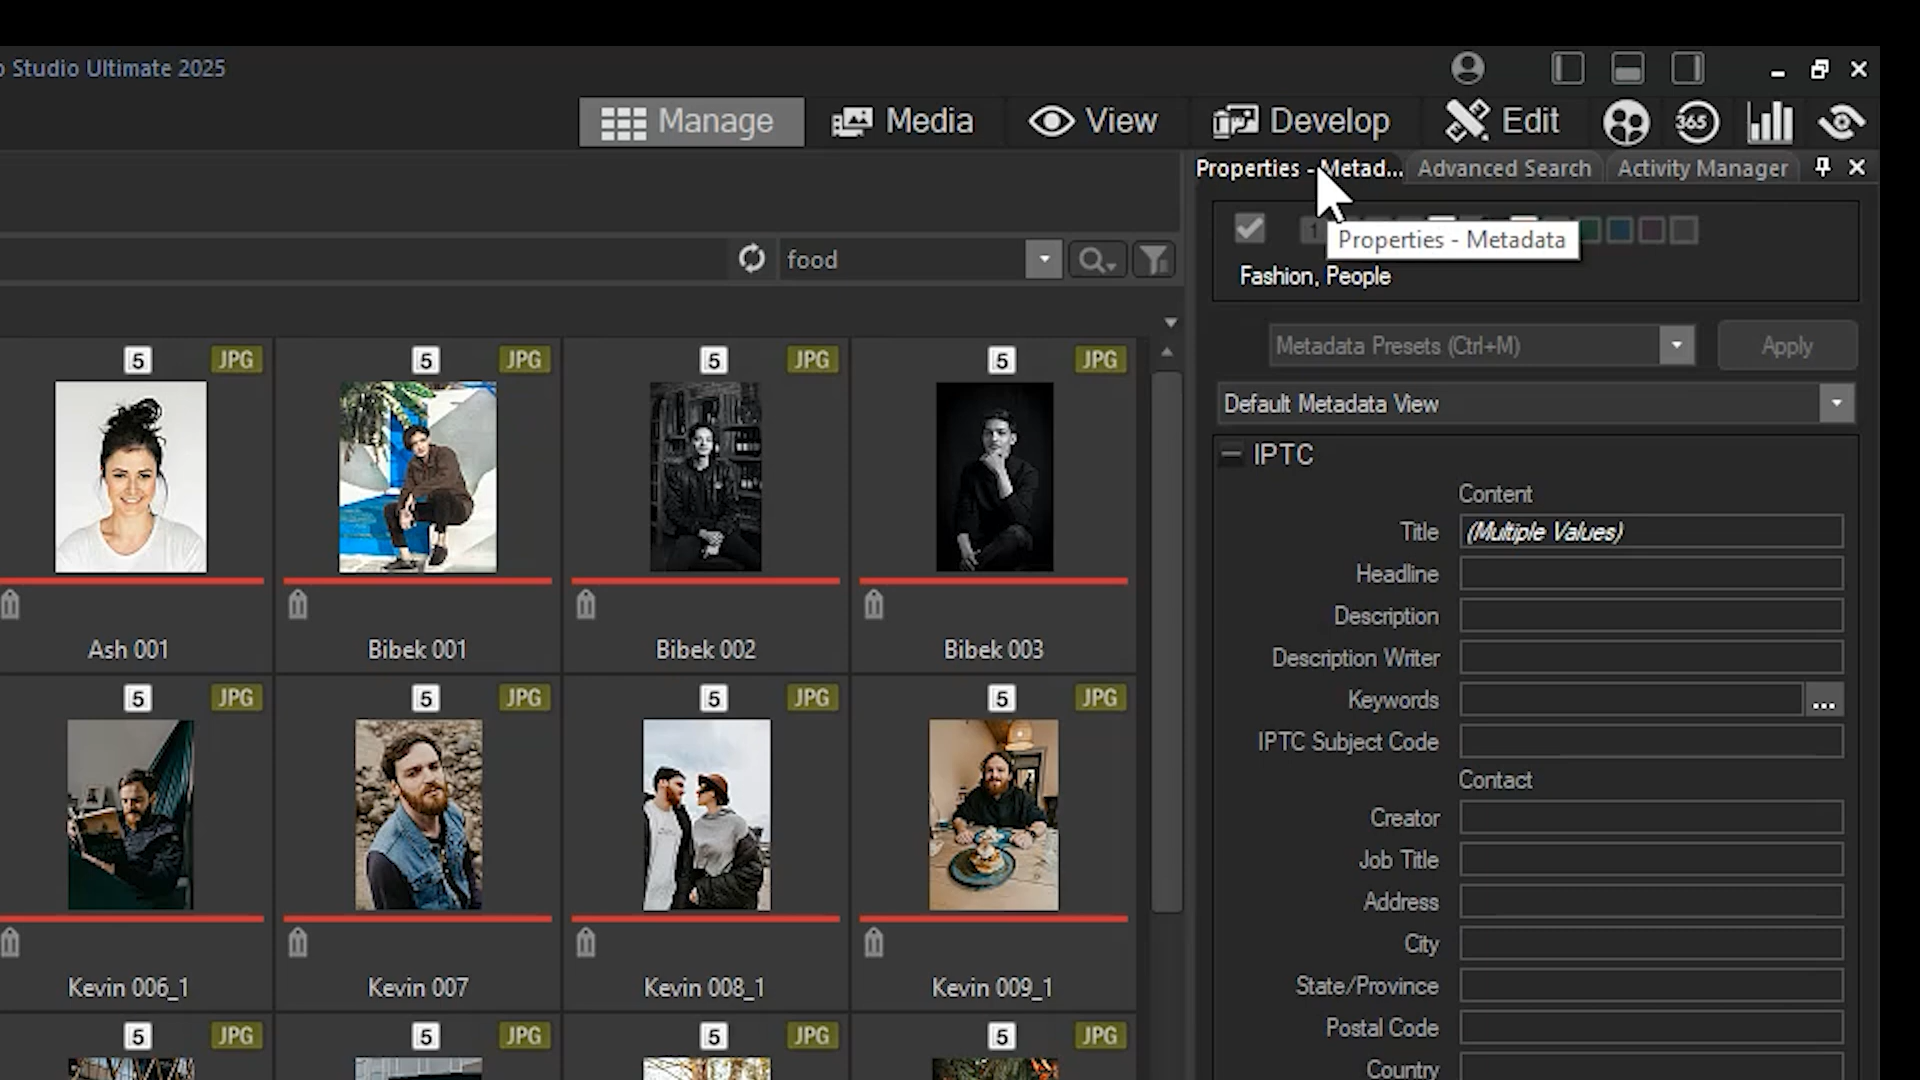 o Studio Ultimate 2025
Manage
Media
View
Develop
Edit
365
Properties - Metad...
Advanced Search
Activity Manager
1
Properties - Metadata
Fashion, People
food
Metadata Presets (Ctrl+M)
Apply
Default Metadata View
IPTC
Content
Title
(Multiple Values)
Headline
Description
Description Writer
Keywords
...
IPTC Subject Code
Contact
Creator
Job Title
Address
City
State/Province
Postal Code
Country
5 JPG
5 JPG
5 JPG
5 JPG
Ash 001
Bibek 001
Bibek 002
Bibek 003
5 JPG
5 JPG
5 JPG
5 JPG
Kevin 006_1
Kevin 007
Kevin 008_1
Kevin 009_1
5 JPG
5 JPG
5 JPG
5 JPG